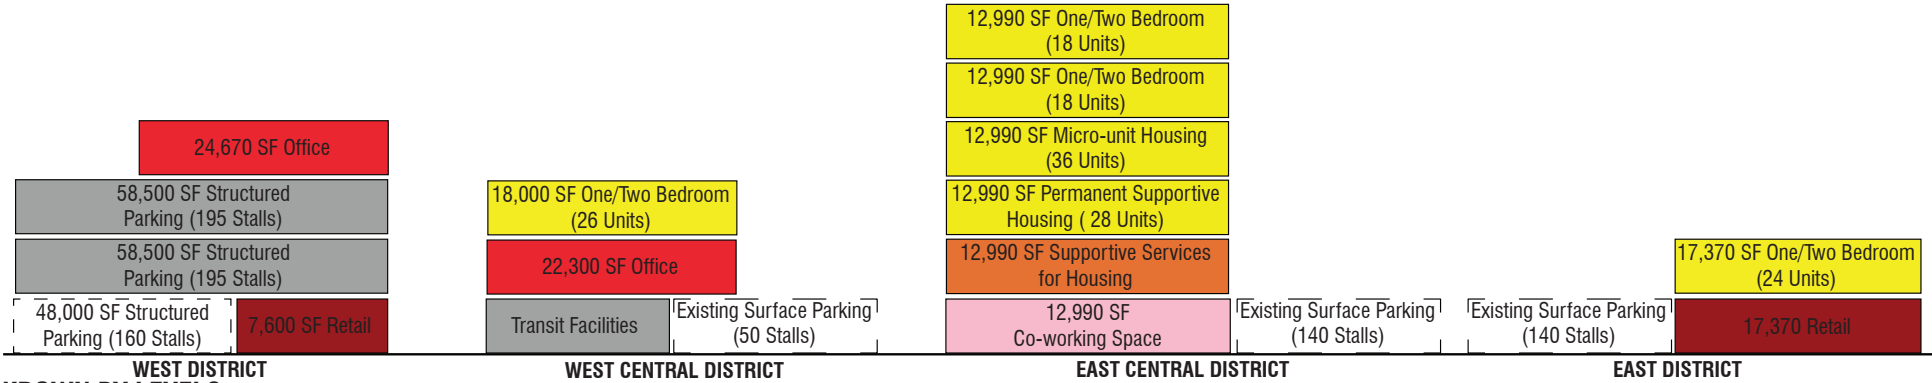 24,670 SF Office
58,500 SF Structured
Parking (195 Stalls)
58,500 SF Structured
Parking (195 Stalls)
48,000 SF Structured
Parking (160 Stalls)
7,600 SF Retail
WEST DISTRICT
18,000 SF One/Two Bedroom
(26 Units)
22,300 SF Office
Transit Facilities
Existing Surface Parking
(50 Stalls)
WEST CENTRAL DISTRICT
12,990 SF One/Two Bedroom
(18 Units)
12,990 SF One/Two Bedroom
(18 Units)
12,990 SF Micro-unit Housing
(36 Units)
12,990 SF Permanent Supportive
Housing ( 28 Units)
12,990 SF Supportive Services
for Housing
12,990 SF
Co-working Space
Existing Surface Parking
(140 Stalls)
EAST CENTRAL DISTRICT
Existing Surface Parking
(140 Stalls)
17,370 SF One/Two Bedroom
(24 Units)
17,370 Retail
EAST DISTRICT